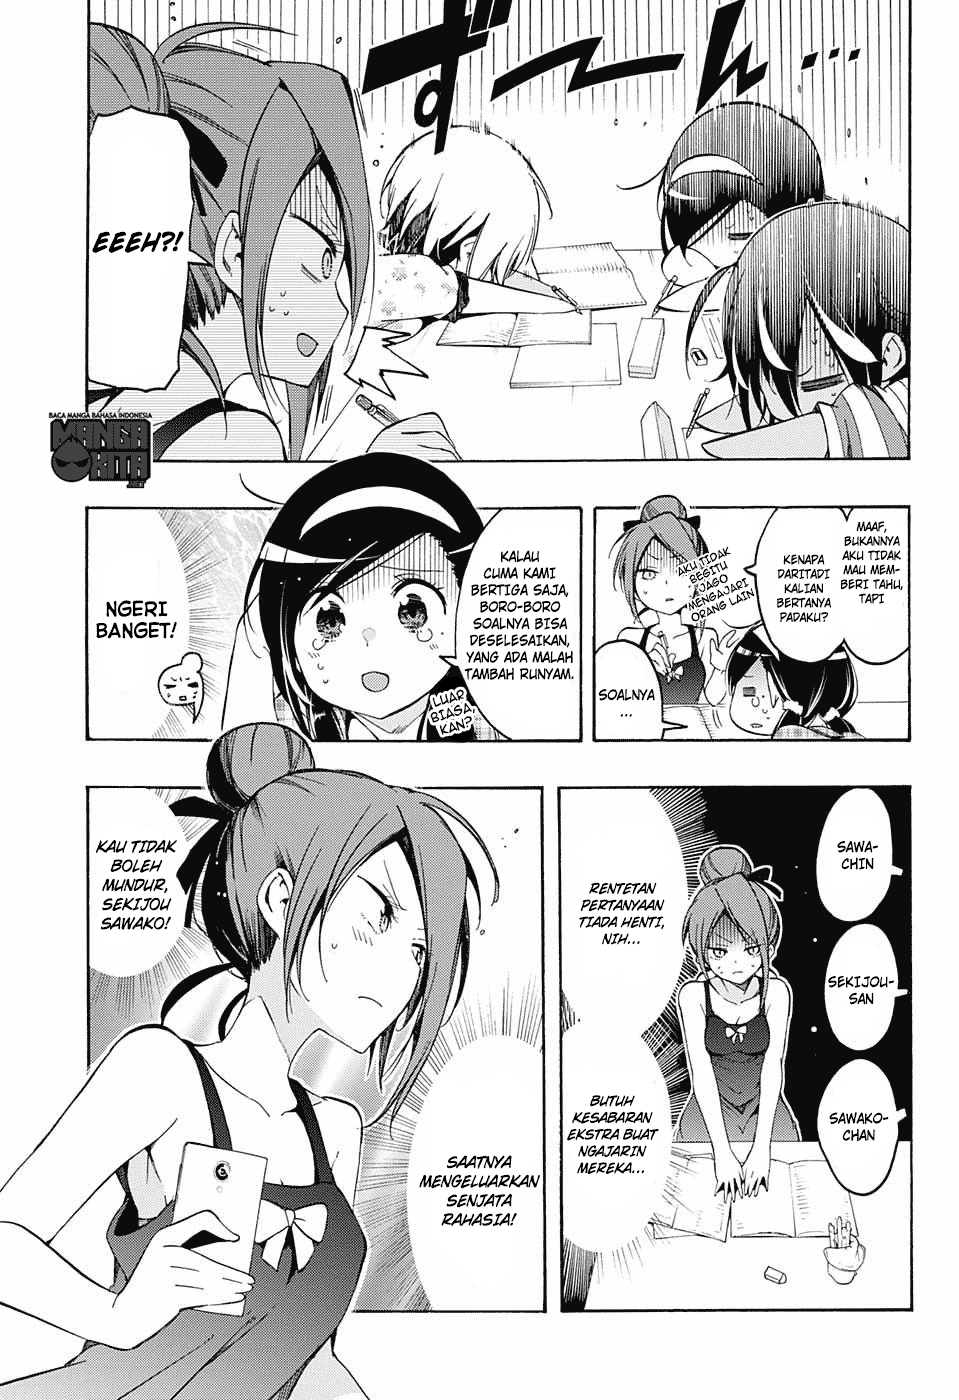 ずーん...
EEEH?!
BACA MANGA BAHASA INDONESIA
MANGA
KITA
.NET
MAAF,
BUKANNYA
AKU TIDAK
MAU MEM-
BERI TAHU,
TAPI
KENAPA
DARITADI
KALIAN
BERTANYA
PADAKU?
AKU TIDAK
BEGITU
JAGO
MENGAJARI
ORANG LAIN
SOALNYA
...
KALAU
CUMA KAMI
BERTIGA SAJA,
BORO-BORO
SOALNYA BISA
DESELESAIKAN,
YANG ADA MALAH
TAMBAH RUNYAM.
LUAR
BIASA,
KAN?
NGERI
BANGET!
SAWA-
CHIN
SEKIJOU-
SAN
SAWAKO-
CHAN
RENTETAN
PERTANYAAN
TIADA HENTI,
NIH...
BUTUH
KESABARAN
EKSTRA BUAT
NGAJARIN
MEREKA...
KAU TIDAK
BOLEH
MUNDUR,
SEKIJOU
SAWAKO!
SAATNYA
MENGELUARKAN
SENJATA
RAHASIA!